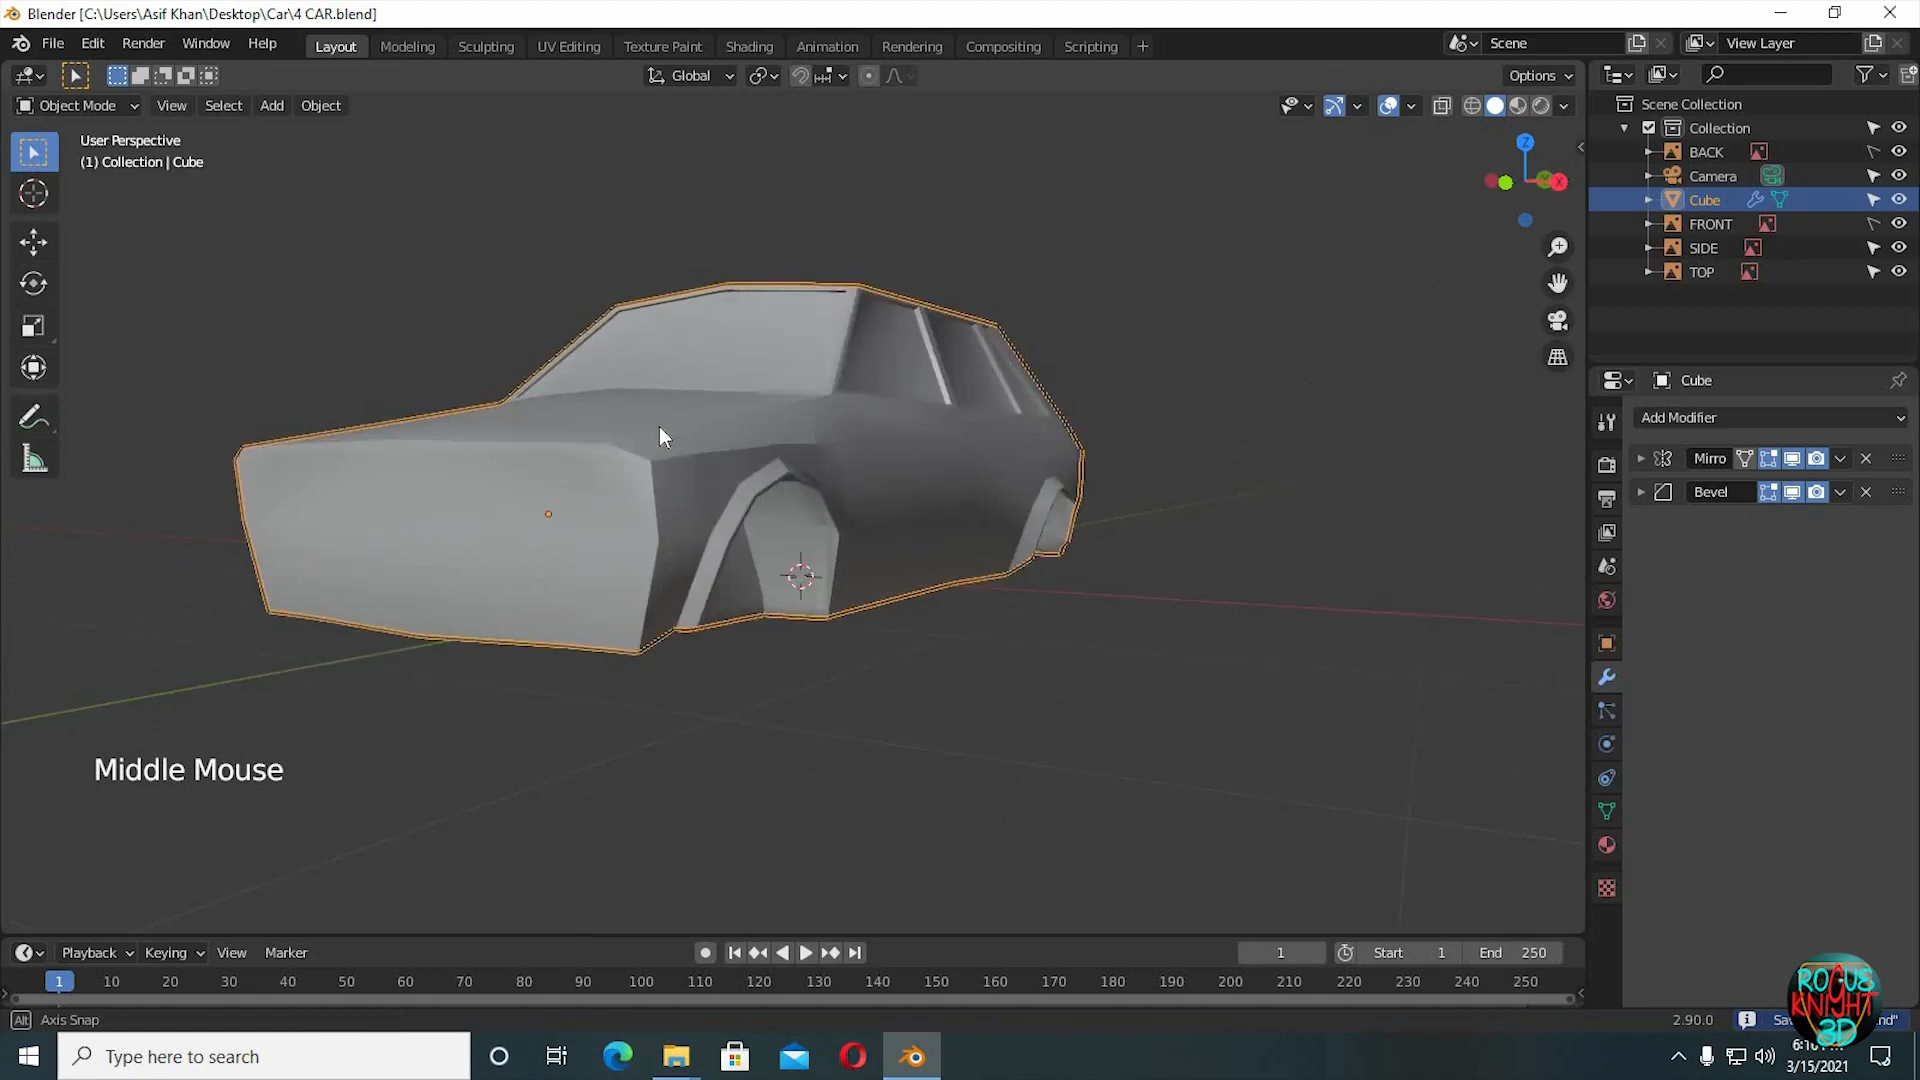 Blender [C:\Users\Asif Khan\Desktop\Car\4 CAR.blend]
File Edit Render Window Help
Layout Modeling Sculpting UV Editing Texture Paint Shading Animation Rendering Compositing Scripting +
Scene
View Layer
Global
Options
Object Mode View Select Add Object
User Perspective
(1) Collection | Cube
Z
X
Scene Collection
Collection
BACK
Camera
Cube
FRONT
SIDE
TOP
Cube
Add Modifier
Mirro
Bevel
Middle Mouse
Playback Keying View Marker
1
Start 1
End 250
1 10 20 30 40 50 60 70 80 90 100 110 120 130 140 150 160 170 180 190 200 210 220 230 240 250
Alt Axis Snap
2.90.0
ROGUE
KNIGHT
3D
Type here to search
3/15/2021